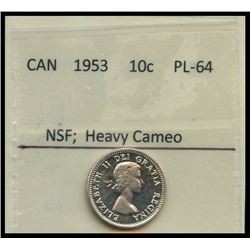 CAN 1953 10c PL-64
NSF; Heavy Cameo
ELIZABETH II DEI GRATIA REGINA